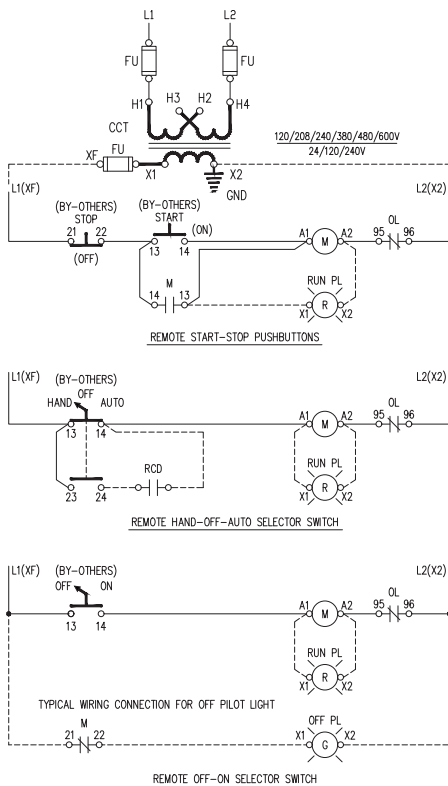 L1 L2
FU FU
H1 H3 H2 H4
CCT
120/208/240/380/480/600V
24/120/240V
XF FU X1 X2
GND
L1(XF) L2(X2)
(BY-OTHERS) (BY-OTHERS)
STOP START
21 22 (ON) A1 M A2 95 OL 96
(OFF) 13 14
M RUN PL
14 13 X1 R X2
REMOTE START-STOP PUSHBUTTONS
L1(XF) L2(X2)
(BY-OTHERS)
OFF
HAND AUTO
13 14 A1 M A2 95 OL 96
RCD RUN PL
23 24 X1 R X2
REMOTE HAND-OFF-AUTO SELECTOR SWITCH
L1(XF) L2(X2)
(BY-OTHERS)
OFF ON
13 14 A1 M A2 95 OL 96
RUN PL
X1 R X2
TYPICAL WIRING CONNECTION FOR OFF PILOT LIGHT
M OFF PL
21 22 X1 G X2
REMOTE OFF-ON SELECTOR SWITCH